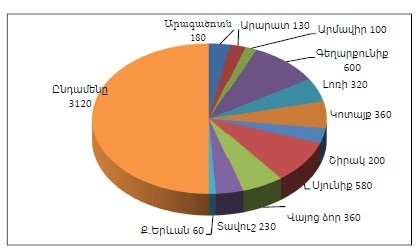 Արագածոտն
180
Արարատ 130
Արմավիր 100
Գեղարքունիք
600
Լոռի 320
Կոտայք 360
Շիրակ 200
Սյունիք 580
Վայոց ձոր 360
Տավուշ 230
Ք.Երևան 60
Ընդամենը
3120